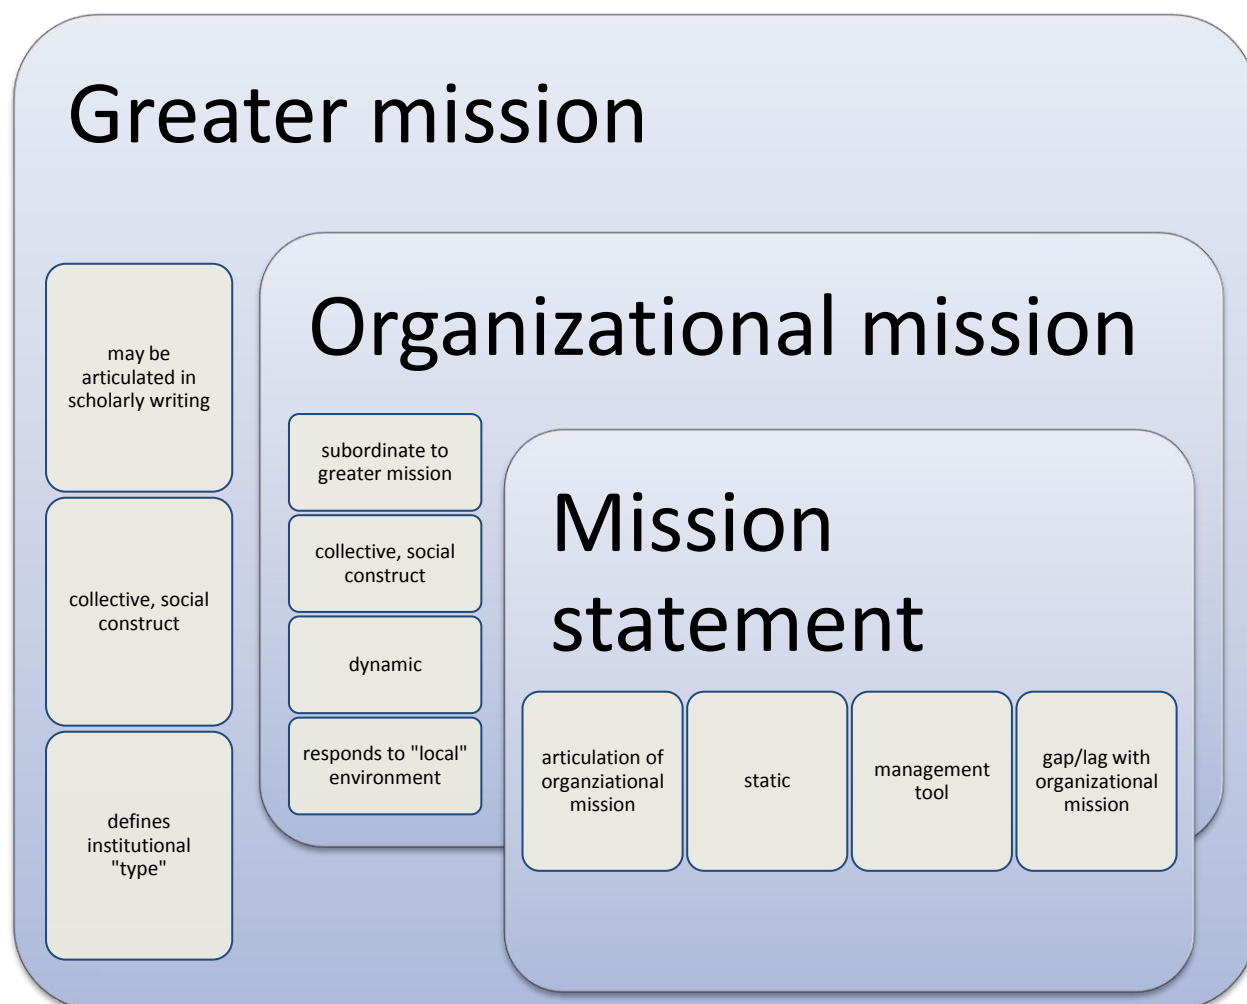 Greater mission
may be
articulated in
scholarly writing
collective, social
construct
defines
institutional
"type"
Organizational mission
subordinate to
greater mission
collective, social
construct
dynamic
responds to "local"
environment
Mission
statement
articulation of
organziational
mission
static
management
tool
gap/lag with
organizational
mission